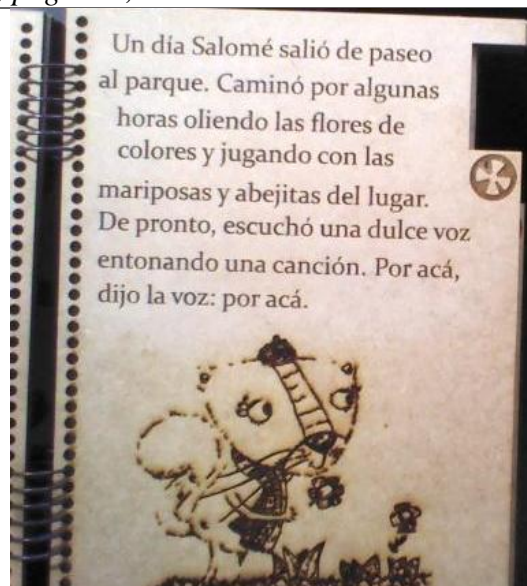 Un día Salomé salió de paseo
al parque. Caminó por algunas
horas oliendo las flores de
colores y jugando con las
mariposas y abejitas del lugar.
De pronto, escuchó una dulce voz
entonando una canción. Por acá,
dijo la voz: por acá.